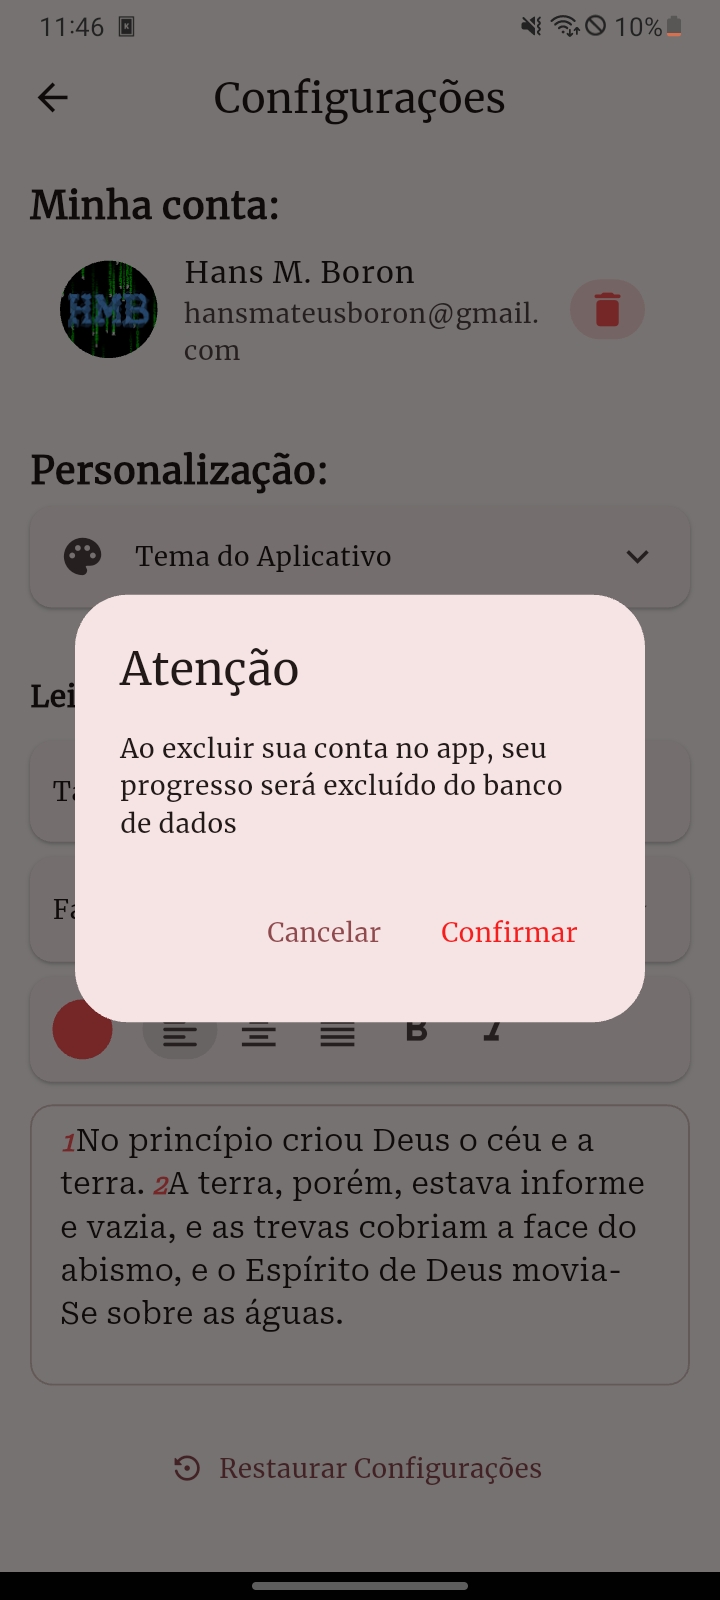 11:46
10%
Configurações
Minha conta:
HMB
Hans M. Boron
hansmateusboron@gmail.
com
Personalização:
Tema do Aplicativo
Lei
Atenção
Ao excluir sua conta no app, seu
progresso será excluído do banco
de dados
Cancelar
Confirmar
B I
1No princípio criou Deus o céu e a
terra. 2A terra, porém, estava informe
e vazia, e as trevas cobriam a face do
abismo, e o Espírito de Deus movia-
Se sobre as águas.
Restaurar Configurações